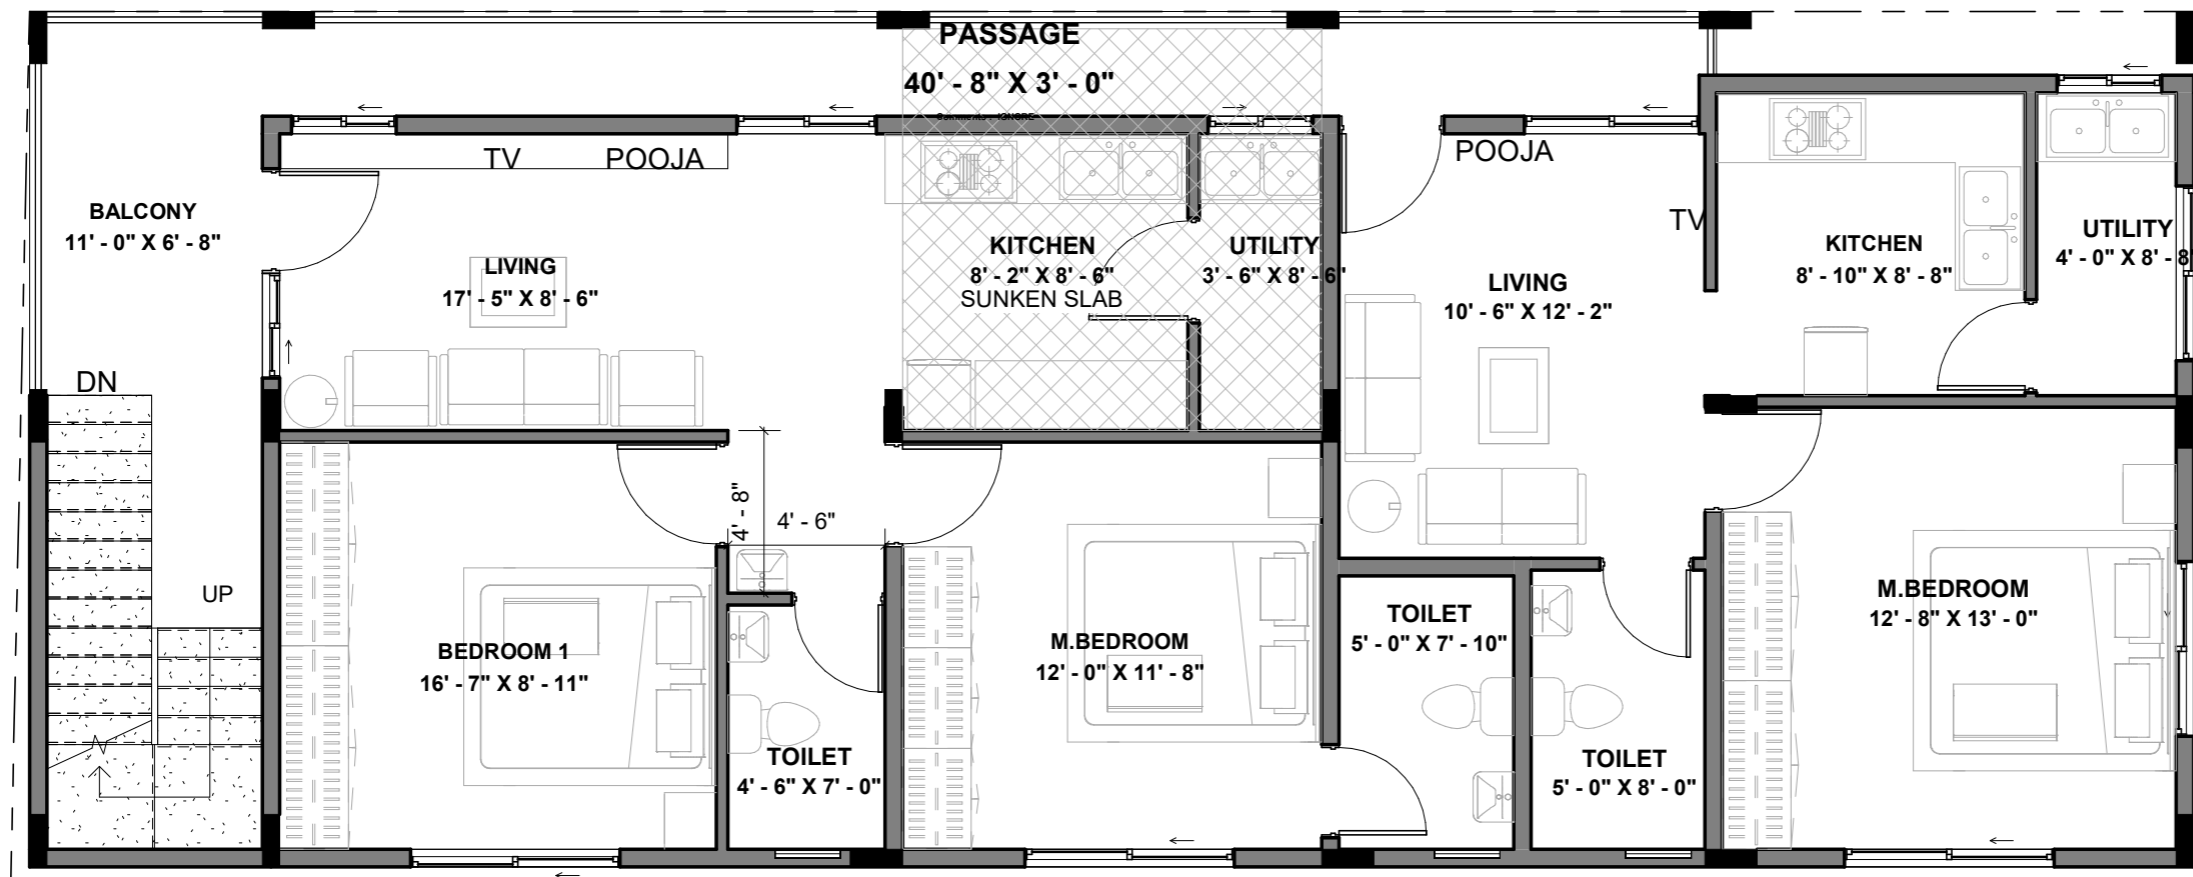 PASSAGE
40' - 8" X 3' - 0"
Comments : IGNORE
TV
POOJA
POOJA
BALCONY
11' - 0" X 6' - 8"
LIVING
17' - 5" X 8' - 6"
KITCHEN
8' - 2" X 8' - 6"
SUNKEN SLAB
UTILITY
3' - 6" X 8' - 6"
TV
LIVING
10' - 6" X 12' - 2"
KITCHEN
8' - 10" X 8' - 8"
UTILITY
4' - 0" X 8' - 8"
DN
UP
4' - 8"
4' - 6"
BEDROOM 1
16' - 7" X 8' - 11"
TOILET
4' - 6" X 7' - 0"
M.BEDROOM
12' - 0" X 11' - 8"
TOILET
5' - 0" X 7' - 10"
TOILET
5' - 0" X 8' - 0"
M.BEDROOM
12' - 8" X 13' - 0"